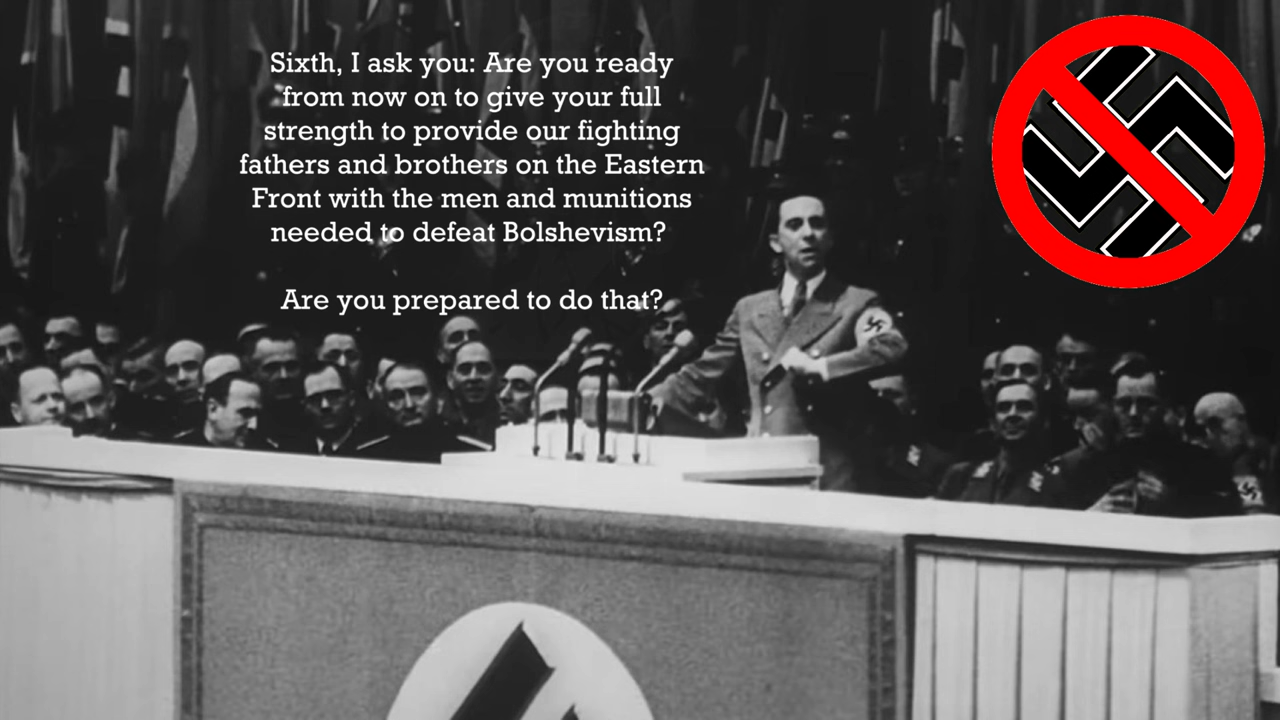 Sixth, I ask you: Are you ready
from now on to give your full
strength to provide our fighting
fathers and brothers on the Eastern
Front with the men and munitions
needed to defeat Bolshevism?
Are you prepared to do that?